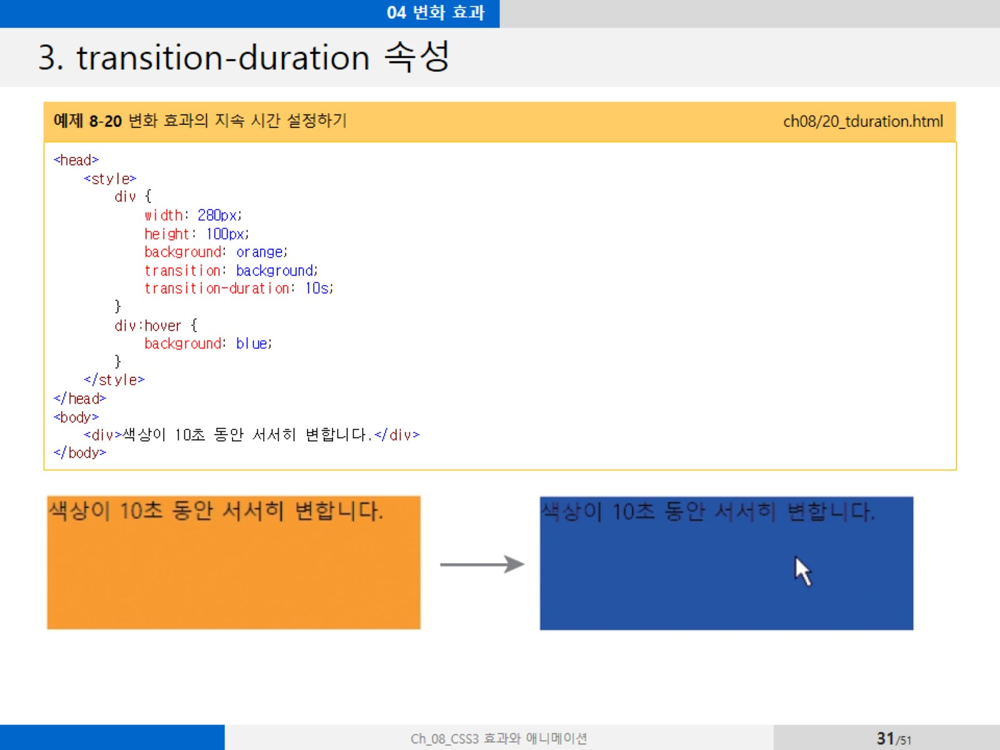 04 변화 효과
3. transition-duration 속성
예제 8-20 변화 효과의 지속 시간 설정하기 ch08/20_tduration.html
<head>
    <style>
        div {
            width: 280px;
            height: 100px;
            background: orange;
            transition: background;
            transition-duration: 10s;
        }
        div:hover {
            background: blue;
        }
    </style>
</head>
<body>
    <div>색상이 10초 동안 서서히 변합니다.</div>
</body>
색상이 10초 동안 서서히 변합니다.
색상이 10초 동안 서서히 변합니다.
Ch_08_CSS3 효과와 애니메이션
31/51